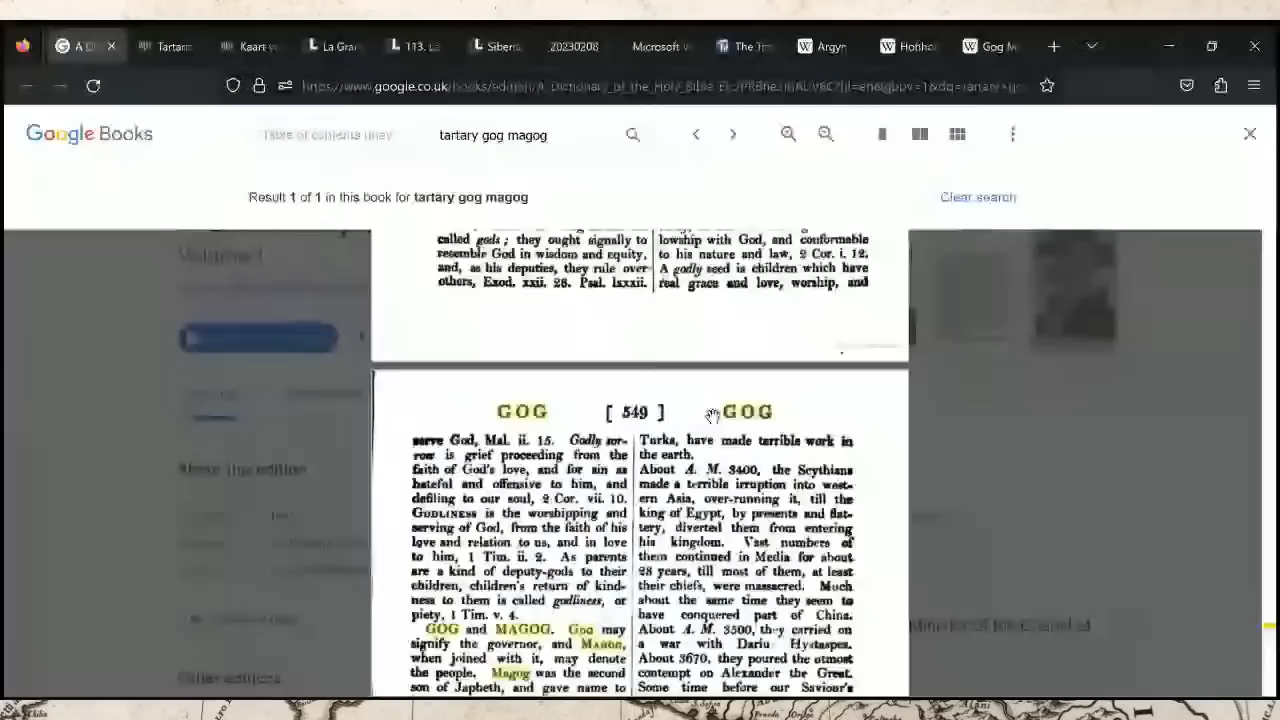 A D
Tartar
Kaart v
La Gra
113. L
Siberi
20230208
Microsoft V
The Tr
Argyn
Gog M
Google Books
tartary gog magog
Result 1 of 1 in this book for tartary gog magog
Clear search
called gods ; they ought signally to
resemble God in wisdom and equity,
and, as his deputies, they rule over
others, Exod. xxii. 28. Psal. lxxxii.
lowship with God, and conformable
to his nature and law, 2 Cor. i. 12.
A godly seed is children which have
real grace and love, worship, and
GOG [ 549 ] GOG
serve God, Mal. ii. 15. Godly sor-
row is grief proceeding from the
faith of God's love, and for sin as
hateful and offensive to him, and
defiling to our soul, 2 Cor. vii. 10.
GODLINESS is the worshipping and
serving of God, from the faith of his
love and relation to us, and in love
to him, 1 Tim. ii. 2. As parents
are a kind of deputy-gods to their
children, children's return of kind-
ness to them is called godliness, or
piety, 1 Tim. v. 4.
GOG and MAGOG. Gog may
signify the governor, and MAGOG,
when joined with it, may denote
the people. Magog was the second
son of Japheth, and gave name to
Turks, have made terrible work in
the earth.
About A. M. 3400, the Scythians
made a terrible irruption into west-
ern Asia, over-running it, till the
king of Egypt, by presents and flat-
tery, diverted them from entering
his kingdom. Vast numbers of
them continued in Media for about
28 years, till most of them, at least
their chiefs, were massacred. Much
about the same time they seem to
have conquered part of China.
About A. M. 3500, they carried on
a war with Dariu Hystaspes.
About 3670, they poured the utmost
contempt on Alexander the Great.
Some time before our Saviour's